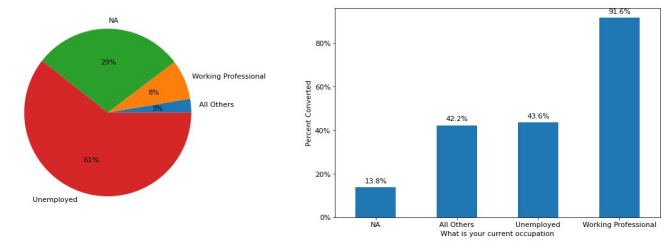 NA
29%
Working Professional
8%
All Others
3%
61%
Unemployed
Percent Converted
80%
60%
40%
20%
0%
13.8%
42.2%
43.6%
91.6%
NA
All Others
Unemployed
Working Professional
What is your current occupation